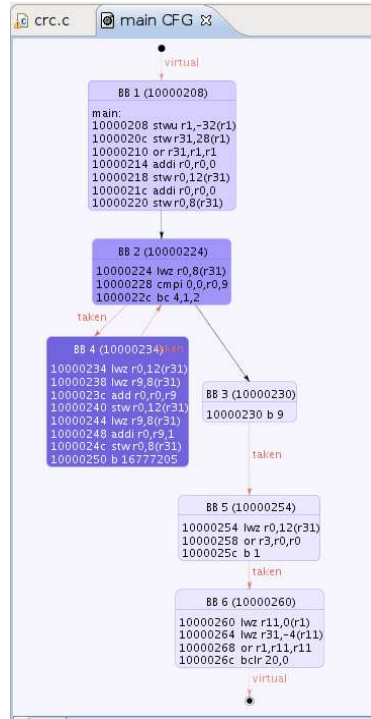 crc.c
main CFG
virtual
BB 1 (10000208)
main:
10000208 stwu r1,-32(r1)
1000020c stw r31,28(r1)
10000210 or r31,r1,r1
10000214 addi r0,r0,0
10000218 stw r0,12(r31)
1000021c addi r0,r0,0
10000220 stw r0,8(r31)
BB 2 (10000224)
10000224 lwz r0,8(r31)
10000228 cmpi 0,0,r0,9
1000022c bc 4,1,2
taken
BB 4 (10000234)
taken
10000234 lwz r0,12(r31)
10000238 lwz r9,8(r31)
1000023c add r0,r0,r9
10000240 stw r0,12(r31)
10000244 lwz r9,8(r31)
10000248 addi r0,r9,1
1000024c stw r0,8(r31)
10000250 b 16777205
BB 3 (10000230)
10000230 b 9
taken
BB 5 (10000254)
10000254 lwz r0,12(r31)
10000258 or r3,r0,r0
1000025c b 1
taken
BB 6 (10000260)
10000260 lwz r11,0(r1)
10000264 lwz r31,-4(r11)
10000268 or r1,r11,r11
1000026c bclr 20,0
virtual